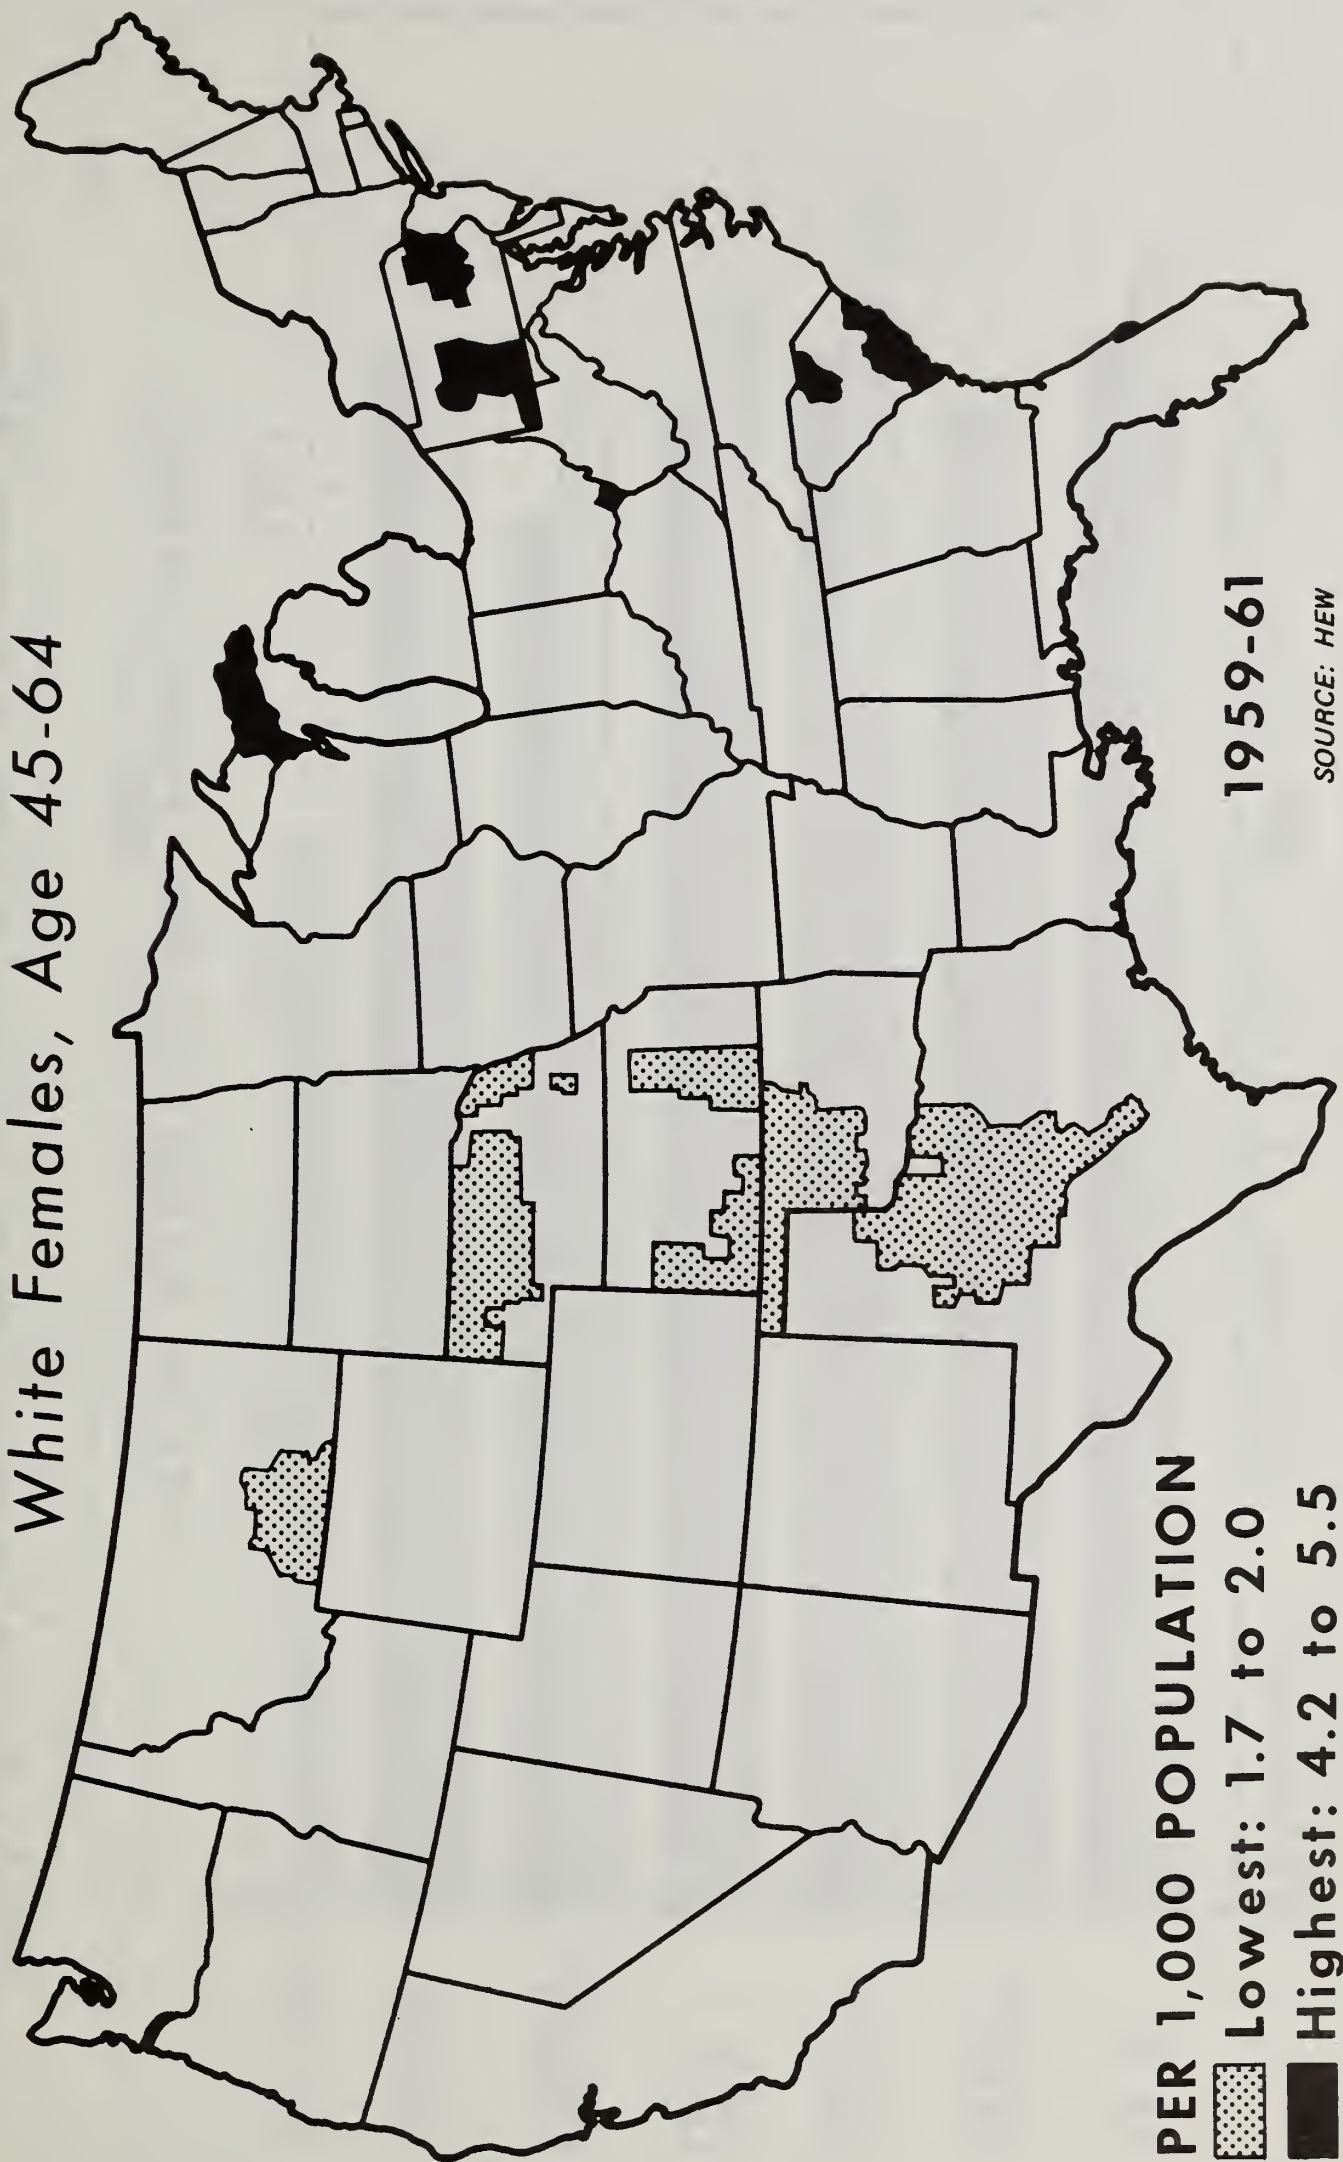 White Females, Age 45-64
PER 1,000 POPULATION
Lowest: 1.7 to 2.0
Highest: 4.2 to 5.5
1959-61
SOURCE: HEW